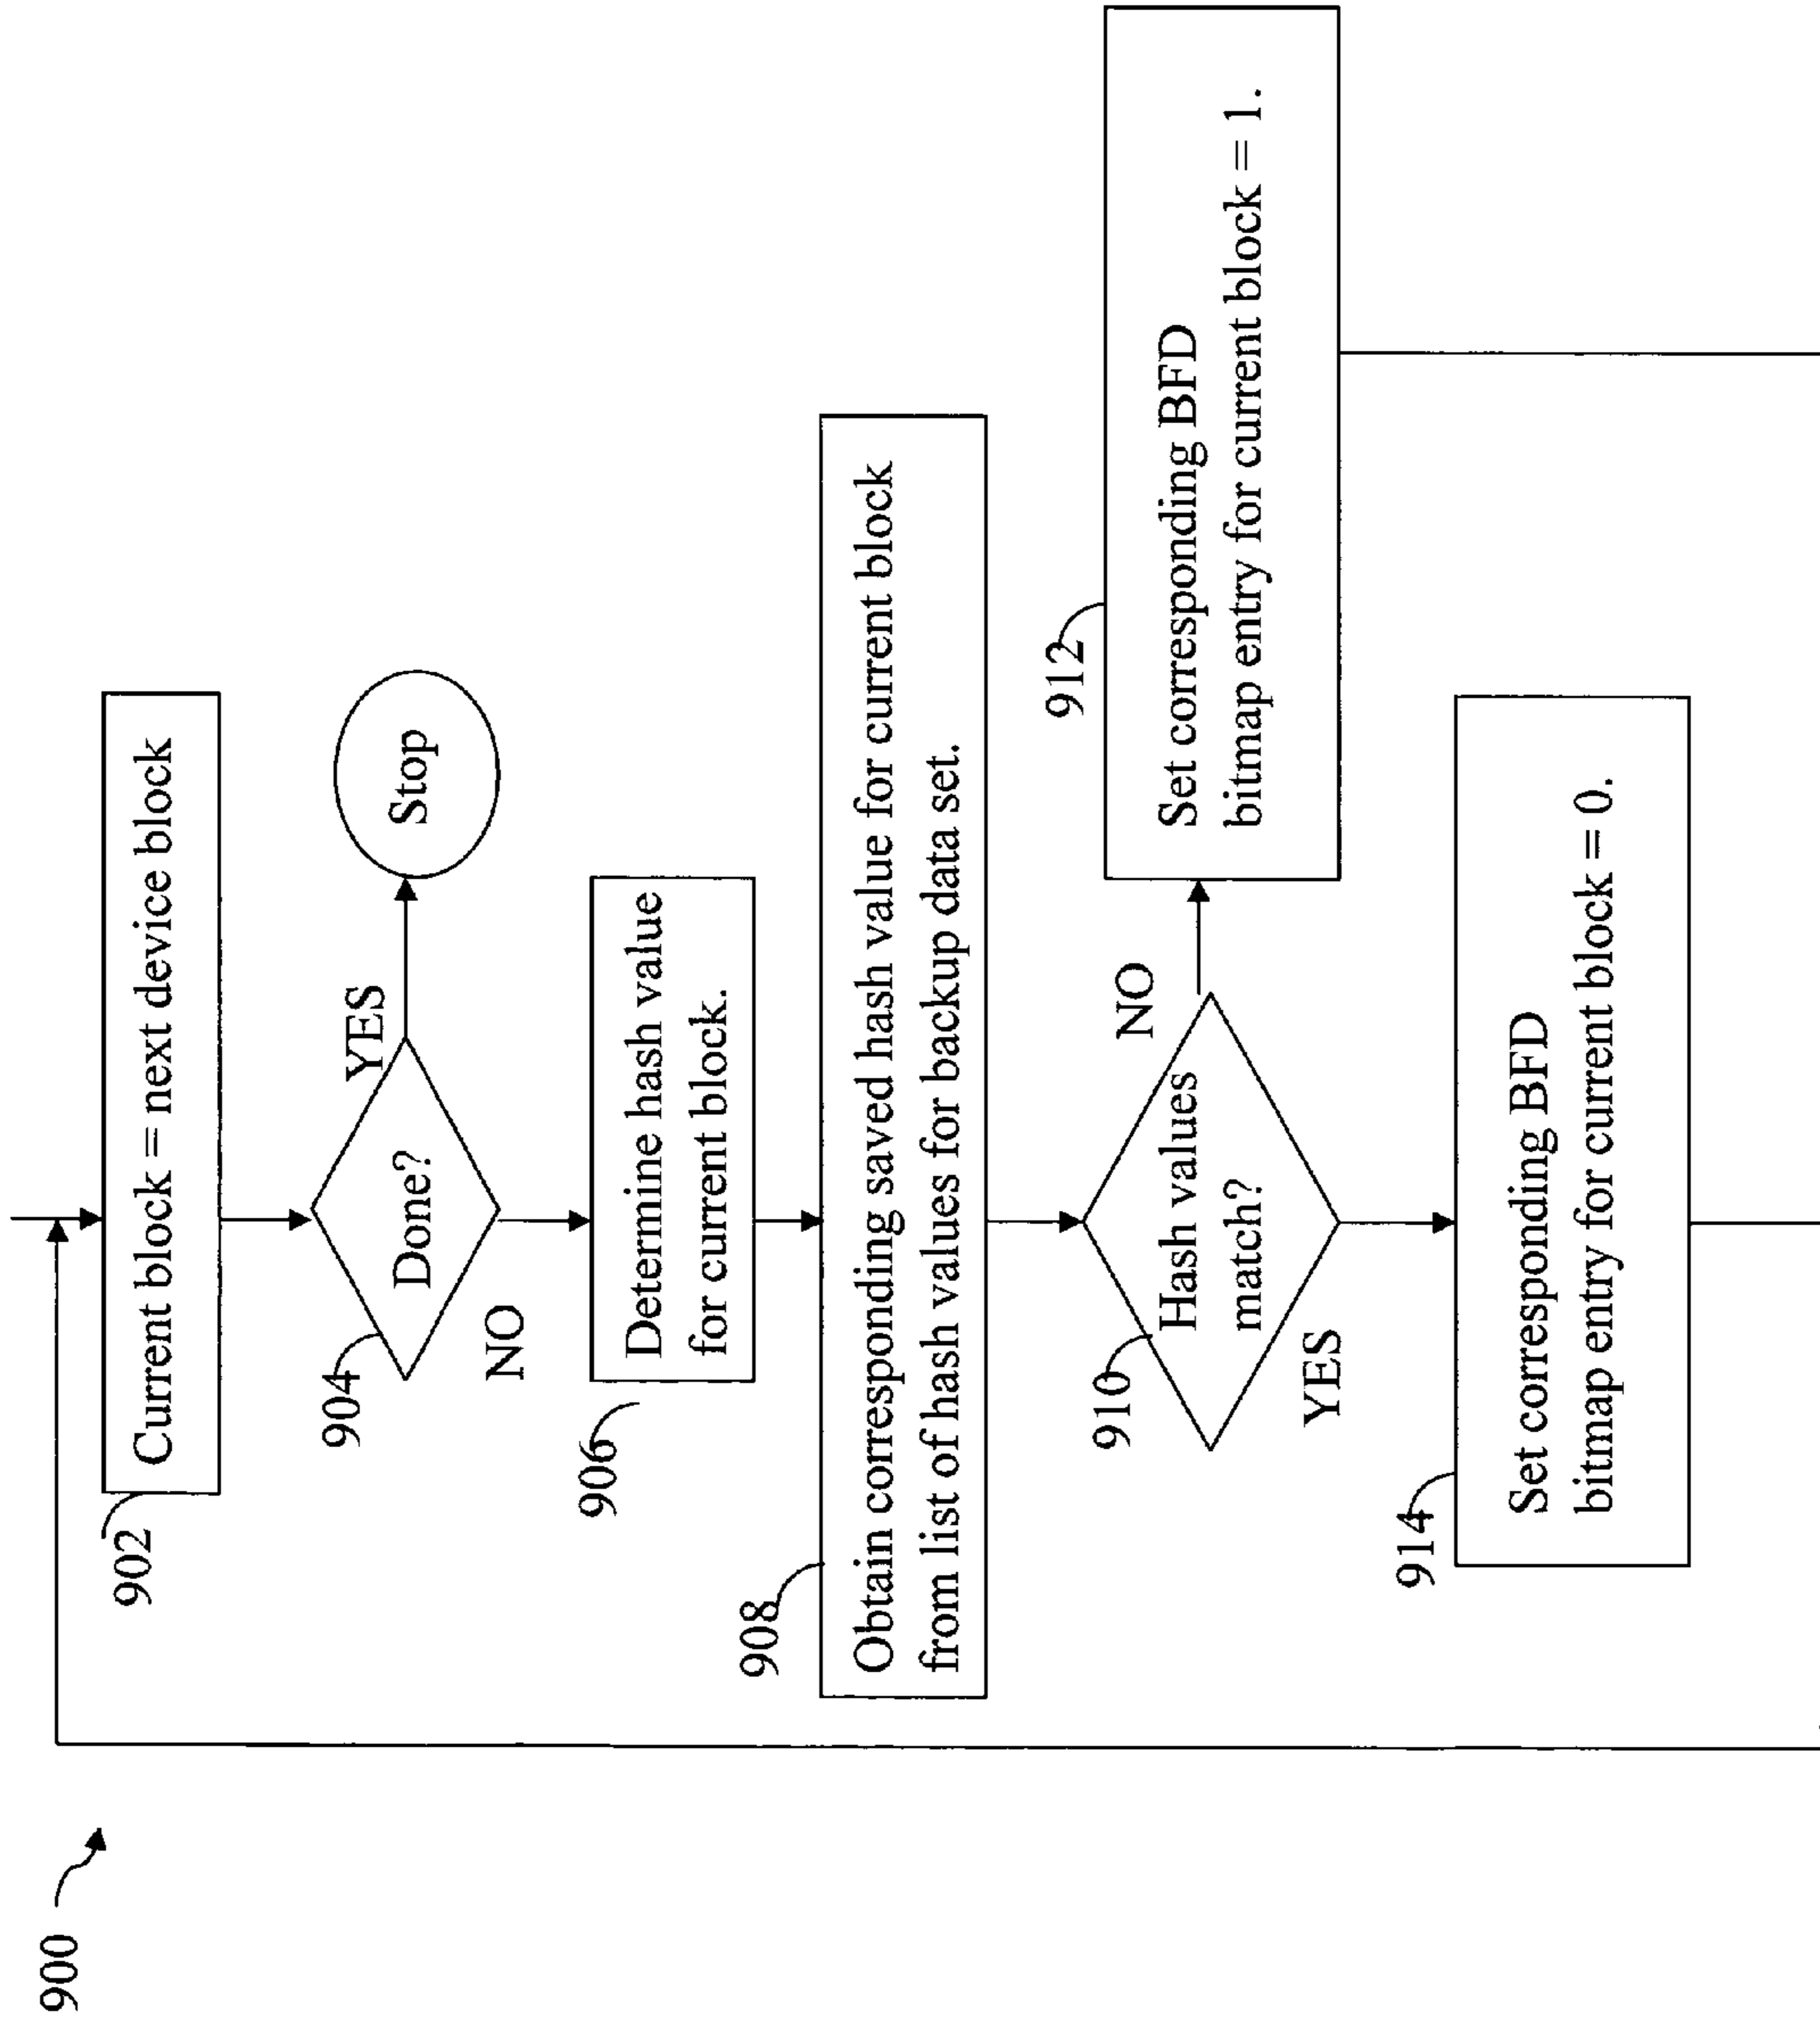 900
902
Current block = next device block
904
Done?
YES
Stop
NO
906
Determine hash value
for current block.
908
Obtain corresponding saved hash value for current block
from list of hash values for backup data set.
910
Hash values
match?
NO
912
Set corresponding BFD
bitmap entry for current block = 1.
YES
914
Set corresponding BFD
bitmap entry for current block = 0.